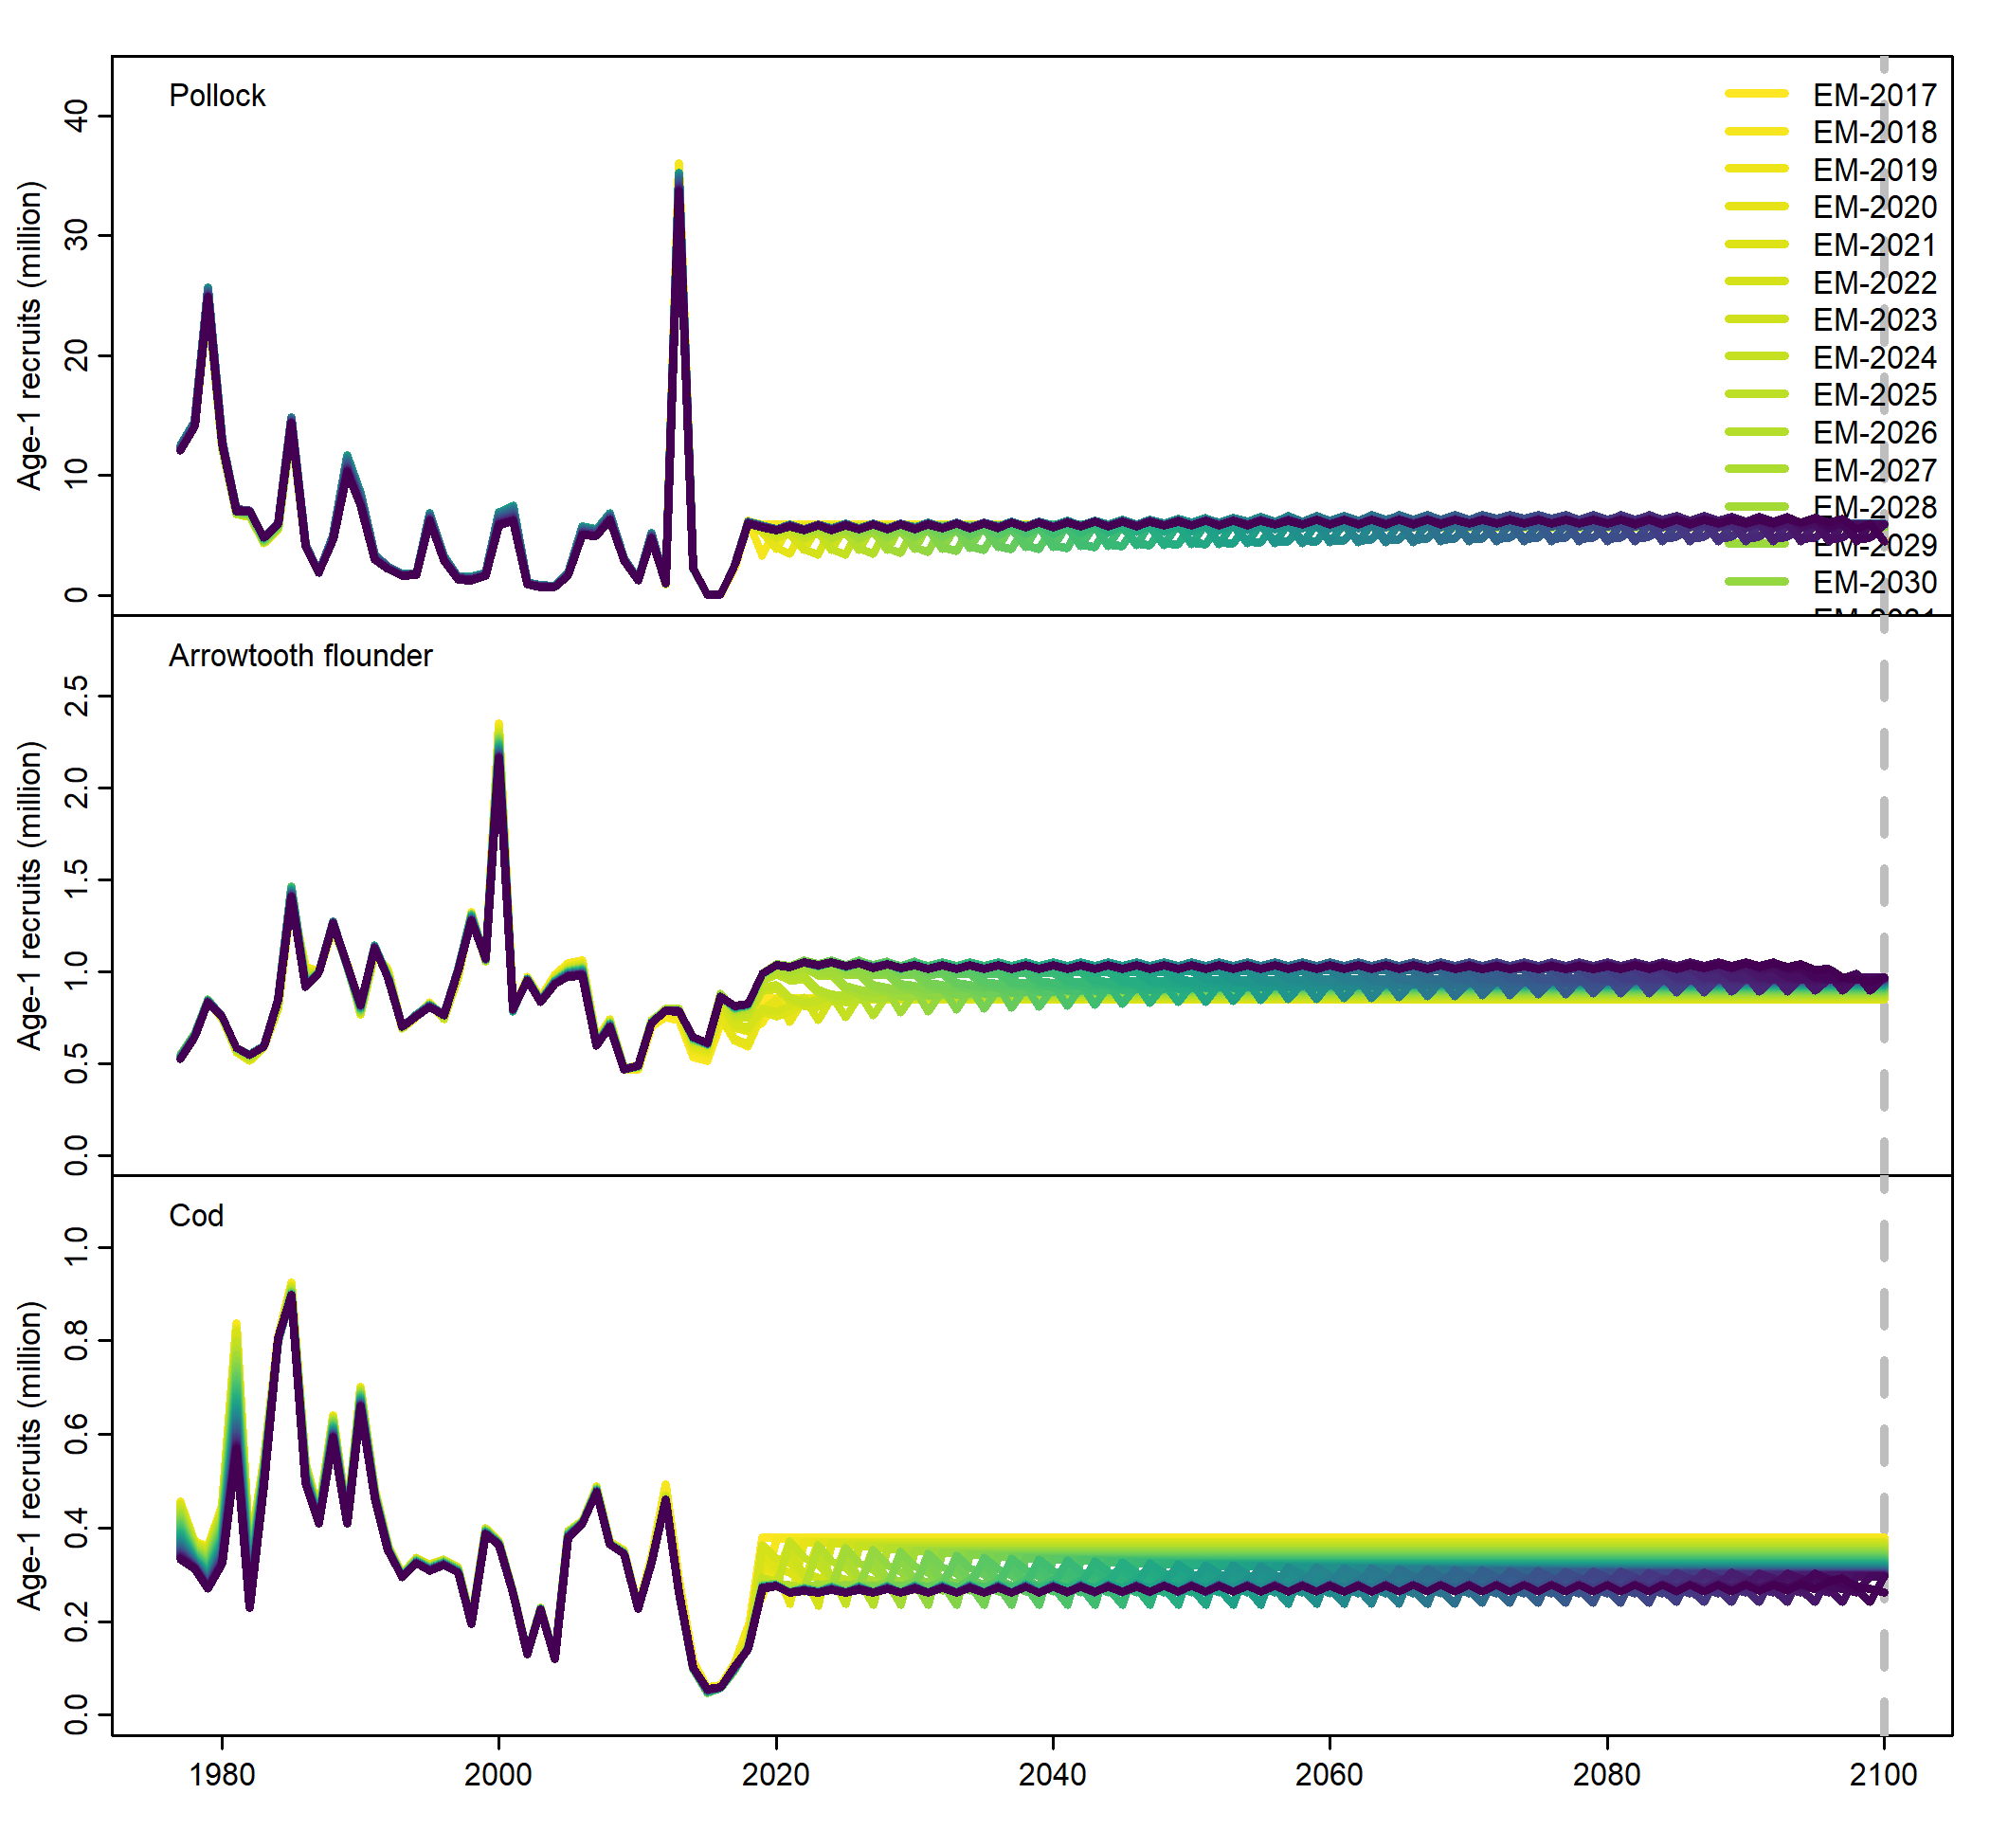 Pollock
Age-1 recruits (million)
40
30
20
10
0
EM-2017
EM-2018
EM-2019
EM-2020
EM-2021
EM-2022
EM-2023
EM-2024
EM-2025
EM-2026
EM-2027
EM-2028
EM-2029
EM-2030
Arrowtooth flounder
Age-1 recruits (million)
2.5
2.0
1.5
1.0
0.5
0.0
Cod
Age-1 recruits (million)
1.0
0.8
0.6
0.4
0.2
0.0
1980 2000 2020 2040 2060 2080 2100